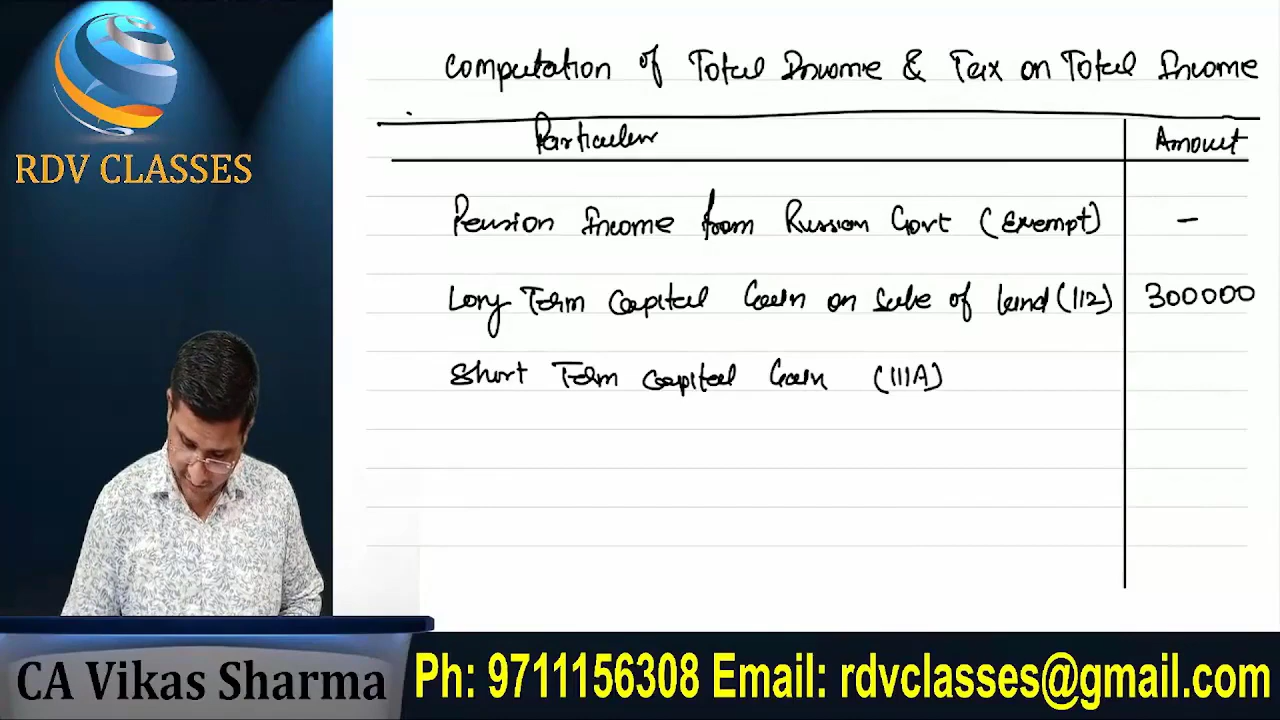 RDV CLASSES
Computation of Total Income & Tax on Total Income
Particulars Amount
Pension Income from Russian Govt (Exempt) -
Long Term Capital Gain on Sale of land (112) 300000
Short Term Capital Gain (111A)
CA Vikas Sharma
Ph: 9711156308 Email: rdvclasses@gmail.com